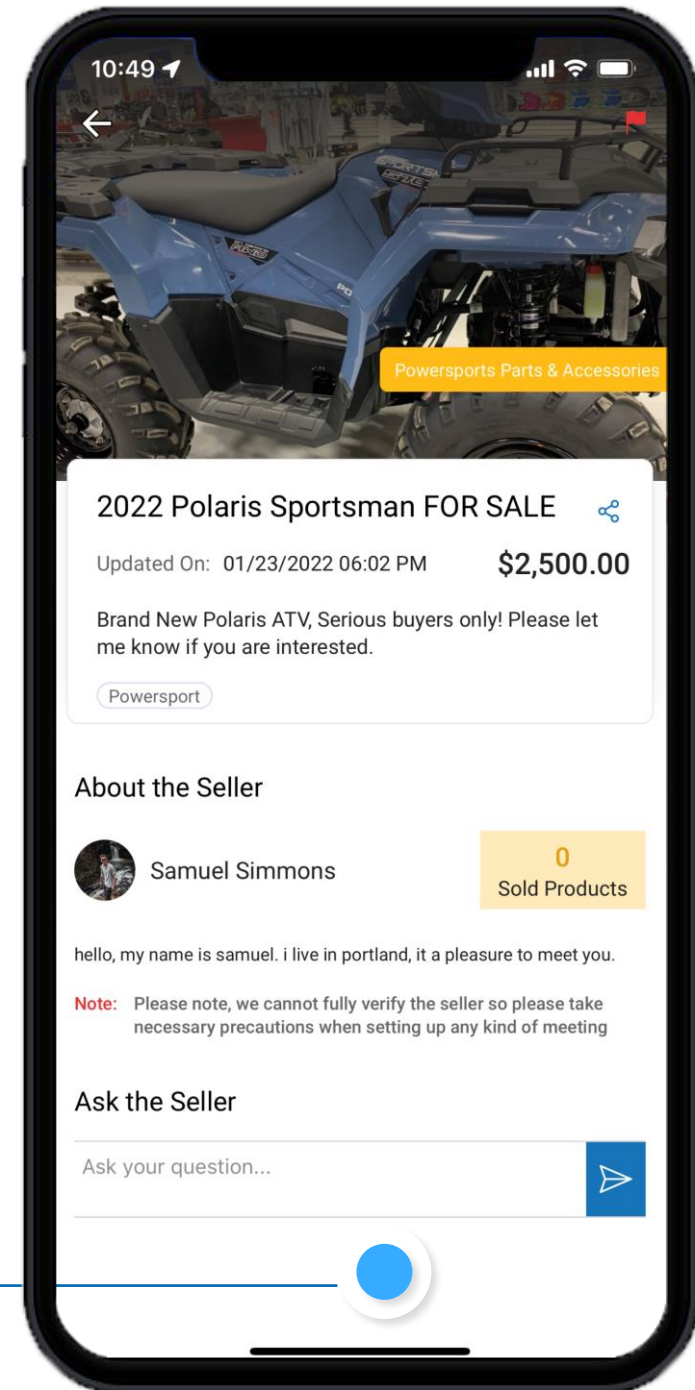 10:49
SPORTSMAN
Powersports Parts & Accessories
2022 Polaris Sportsman FOR SALE
Updated On: 01/23/2022 06:02 PM
$2,500.00
Brand New Polaris ATV, Serious buyers only! Please let
me know if you are interested.
Powersport
About the Seller
Samuel Simmons
0
Sold Products
hello, my name is samuel. i live in portland, it a pleasure to meet you.
Note: Please note, we cannot fully verify the seller so please take
necessary precautions when setting up any kind of meeting
Ask the Seller
Ask your question...